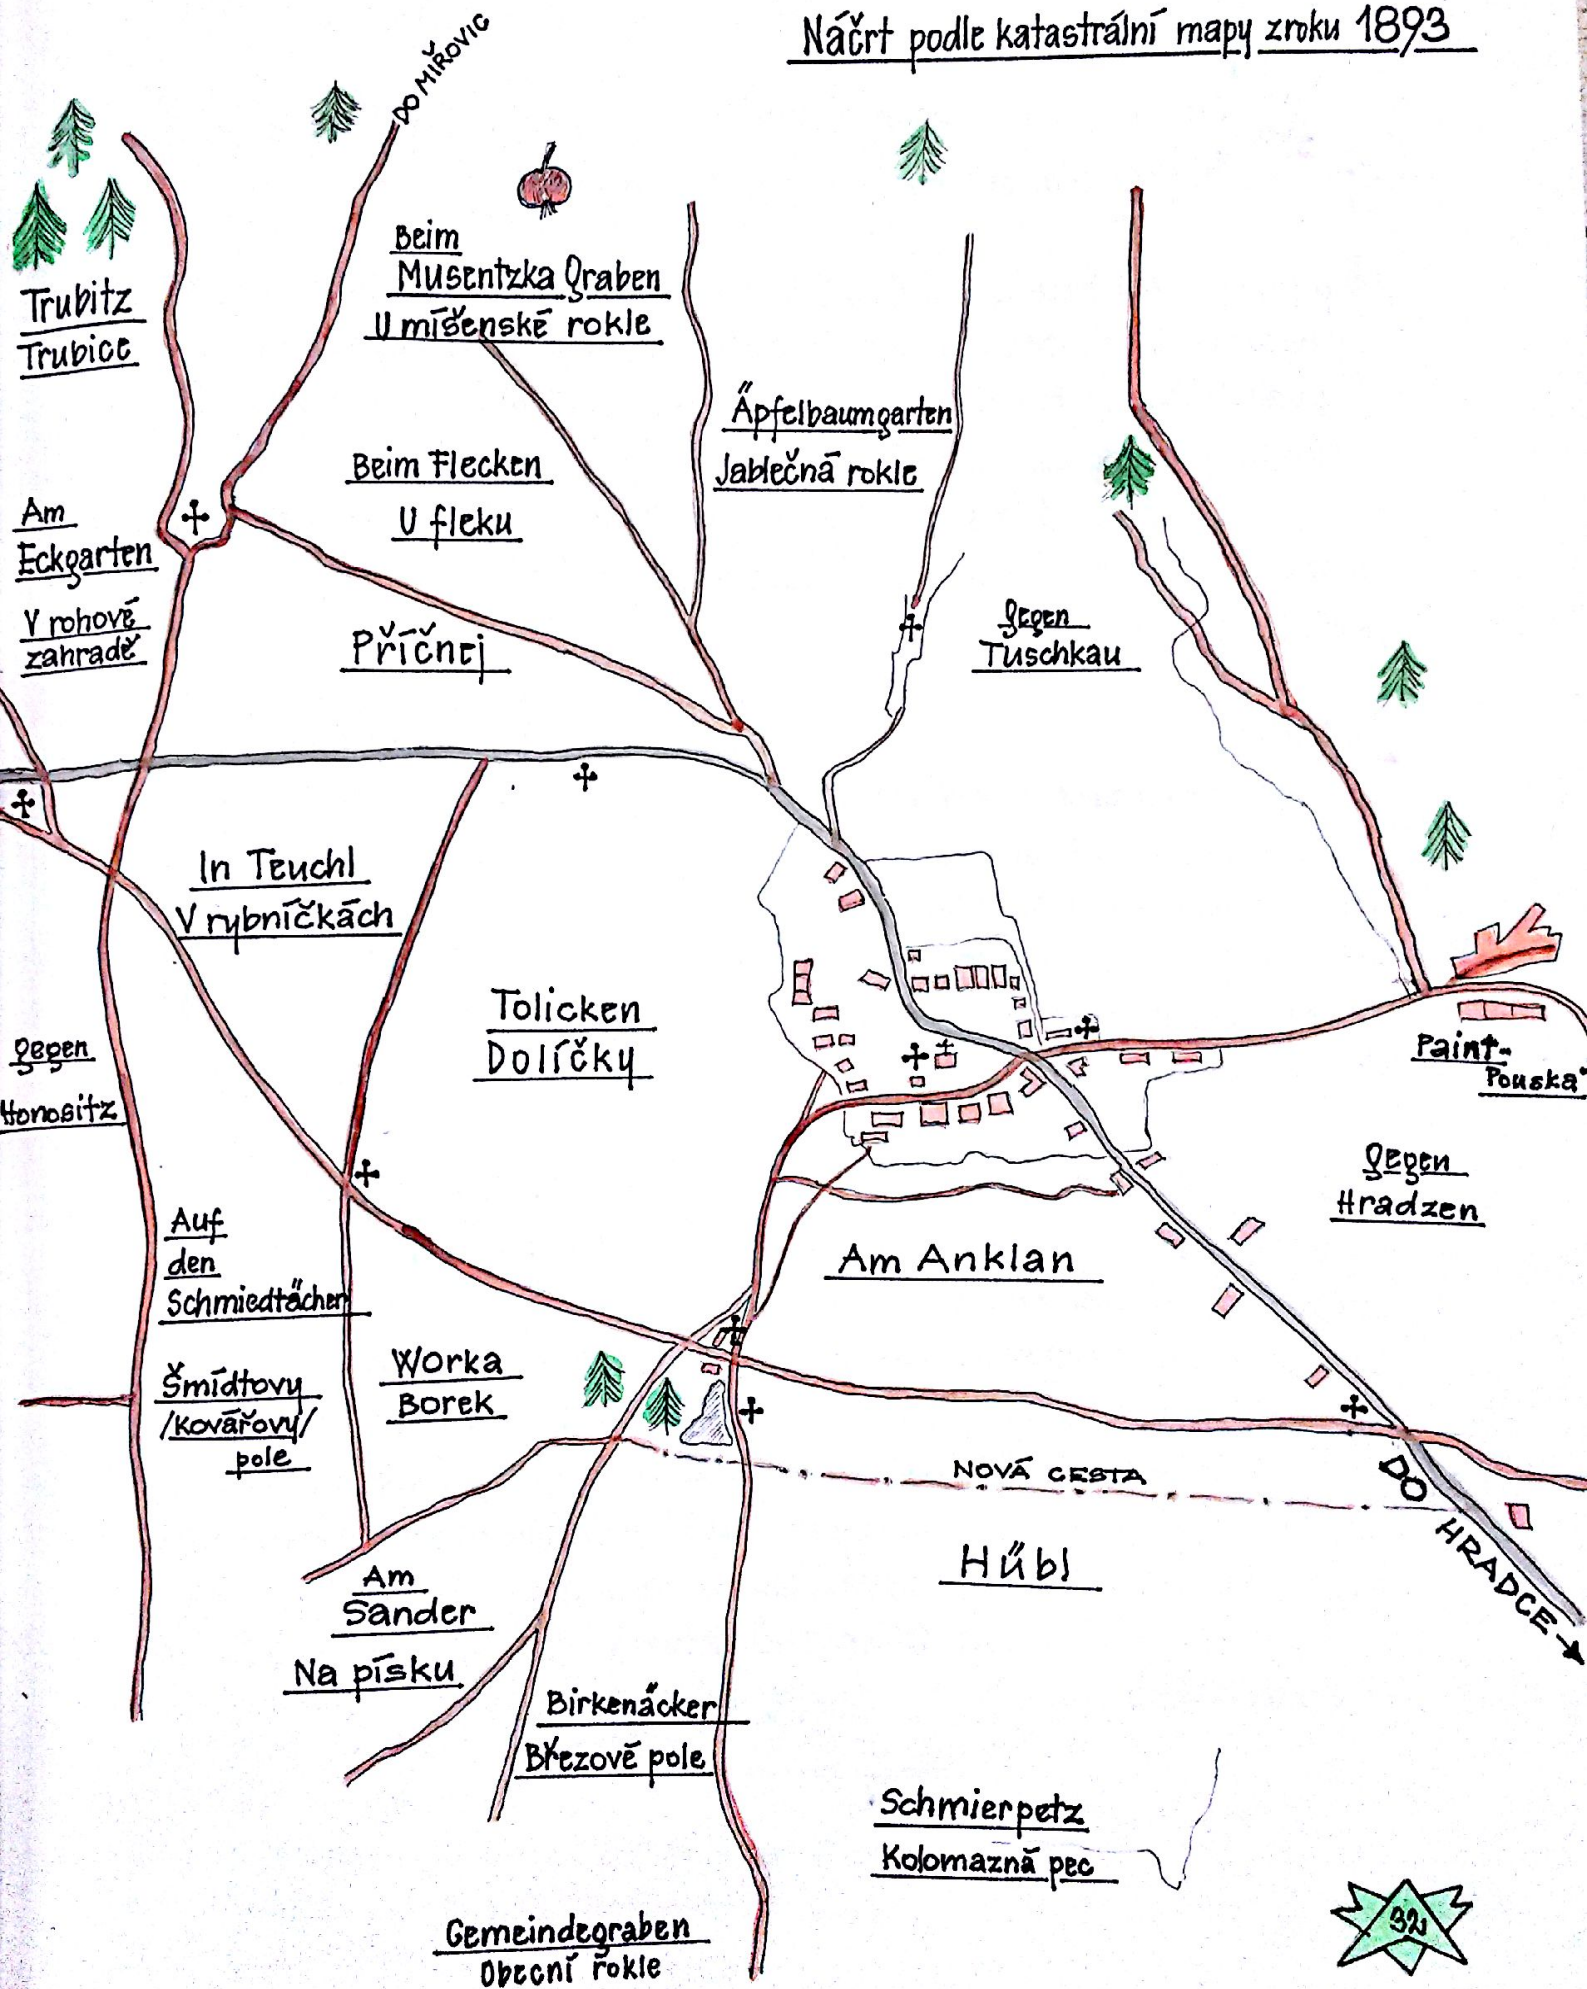 Náčrt podle katastrální mapy z roku 1893
DO MÍŘOVIC
Trubitz
Trubice
Beim
Musentzka Graben
U míšenské rokle
Äpfelbaumgarten
Jablečná rokle
Beim Flecken
U fleku
Am
Eckgarten
V rohové
zahradě
Příčnej
gegen
Tuschkau
In Teuchl
V rybníčkách
Tolicken
Dolíčky
gegen
Honositz
Paint-
Pouska"
gegen
Hradzen
Auf
den
Schmiedtächer
Šmídtovy
/Kovářovy/
pole
Am Anklan
Worka
Borek
NOVÁ CESTA
DO HRADCE
Hübl
Am
Sander
Na písku
Birkenäcker
Březové pole
Schmierpetz
Kolomazná pec
Gemeindegraben
Obecní rokle
32